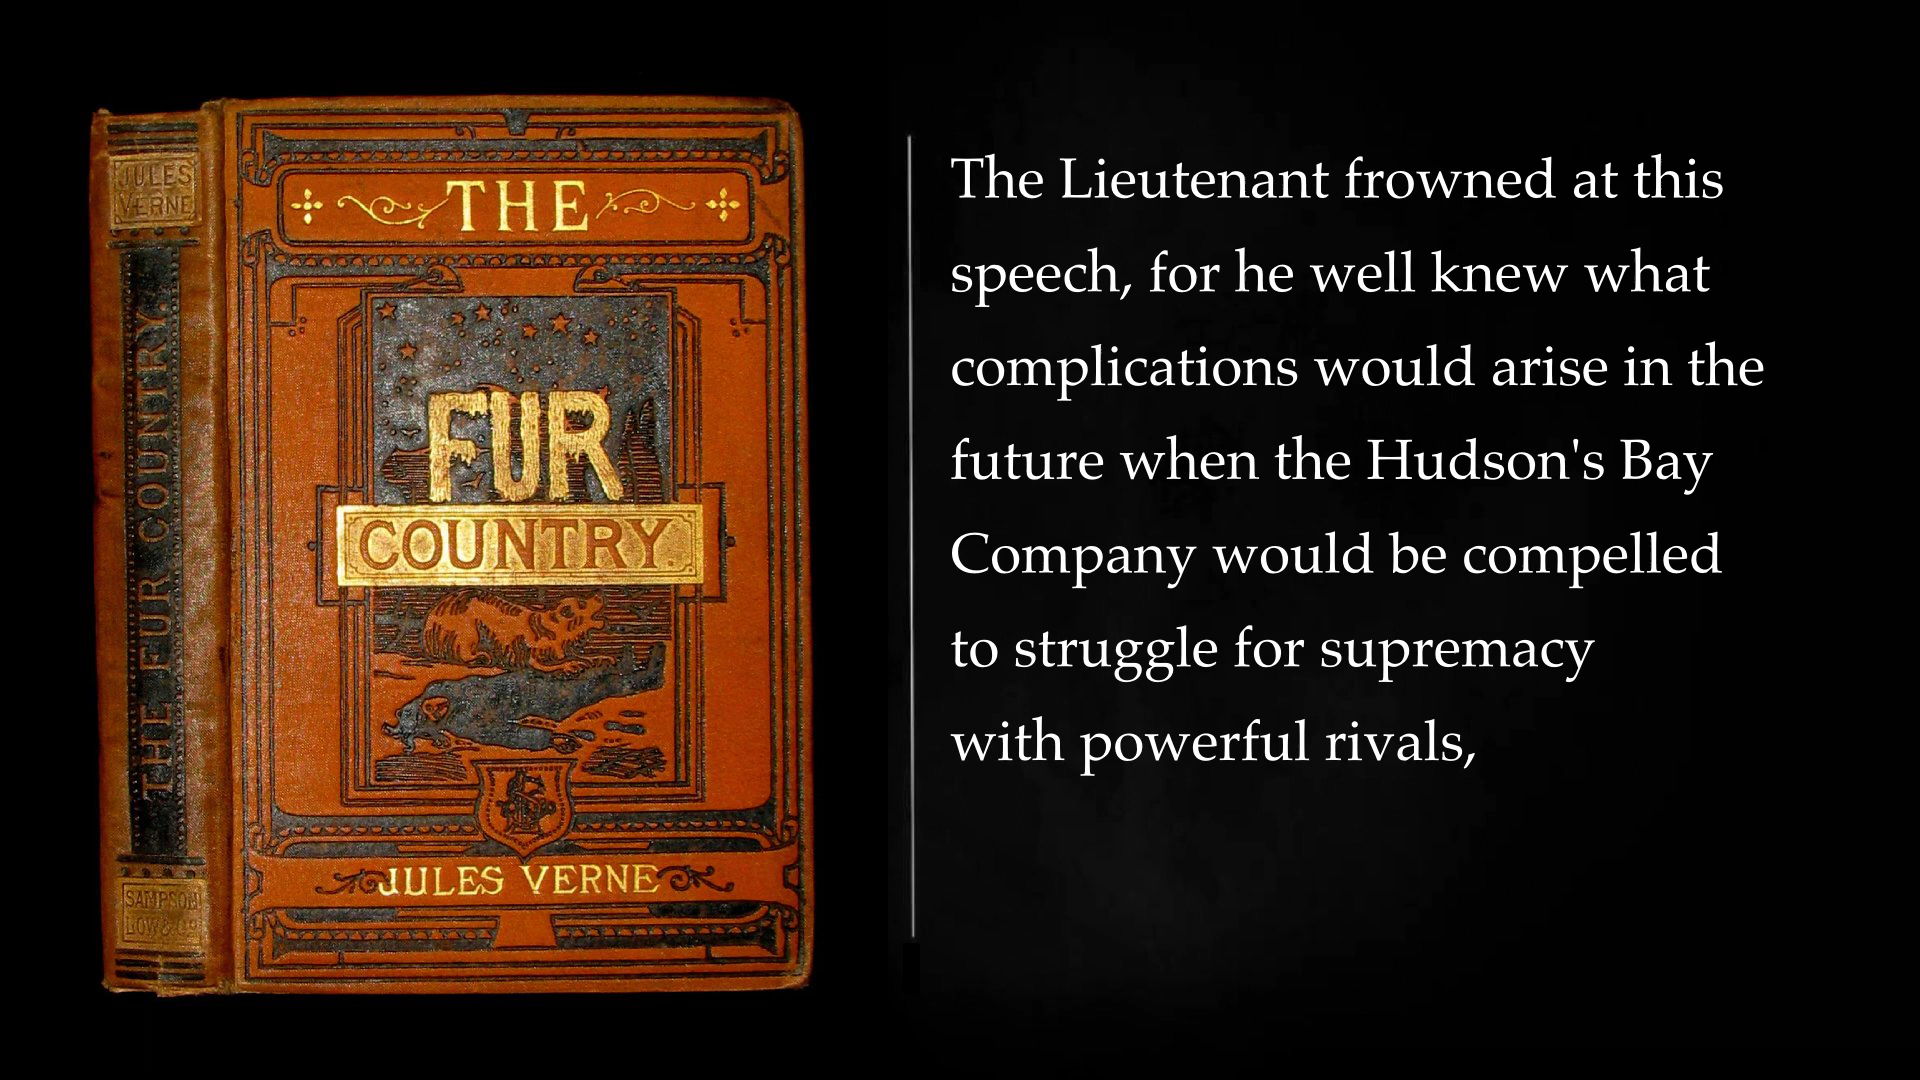 JULES
VERNE
THE FUR COUNTRY.
SAMPSON
LOW & Co
THE
FUR
COUNTRY.
JULES VERNE
The Lieutenant frowned at this
speech, for he well knew what
complications would arise in the
future when the Hudson's Bay
Company would be compelled
to struggle for supremacy
with powerful rivals,